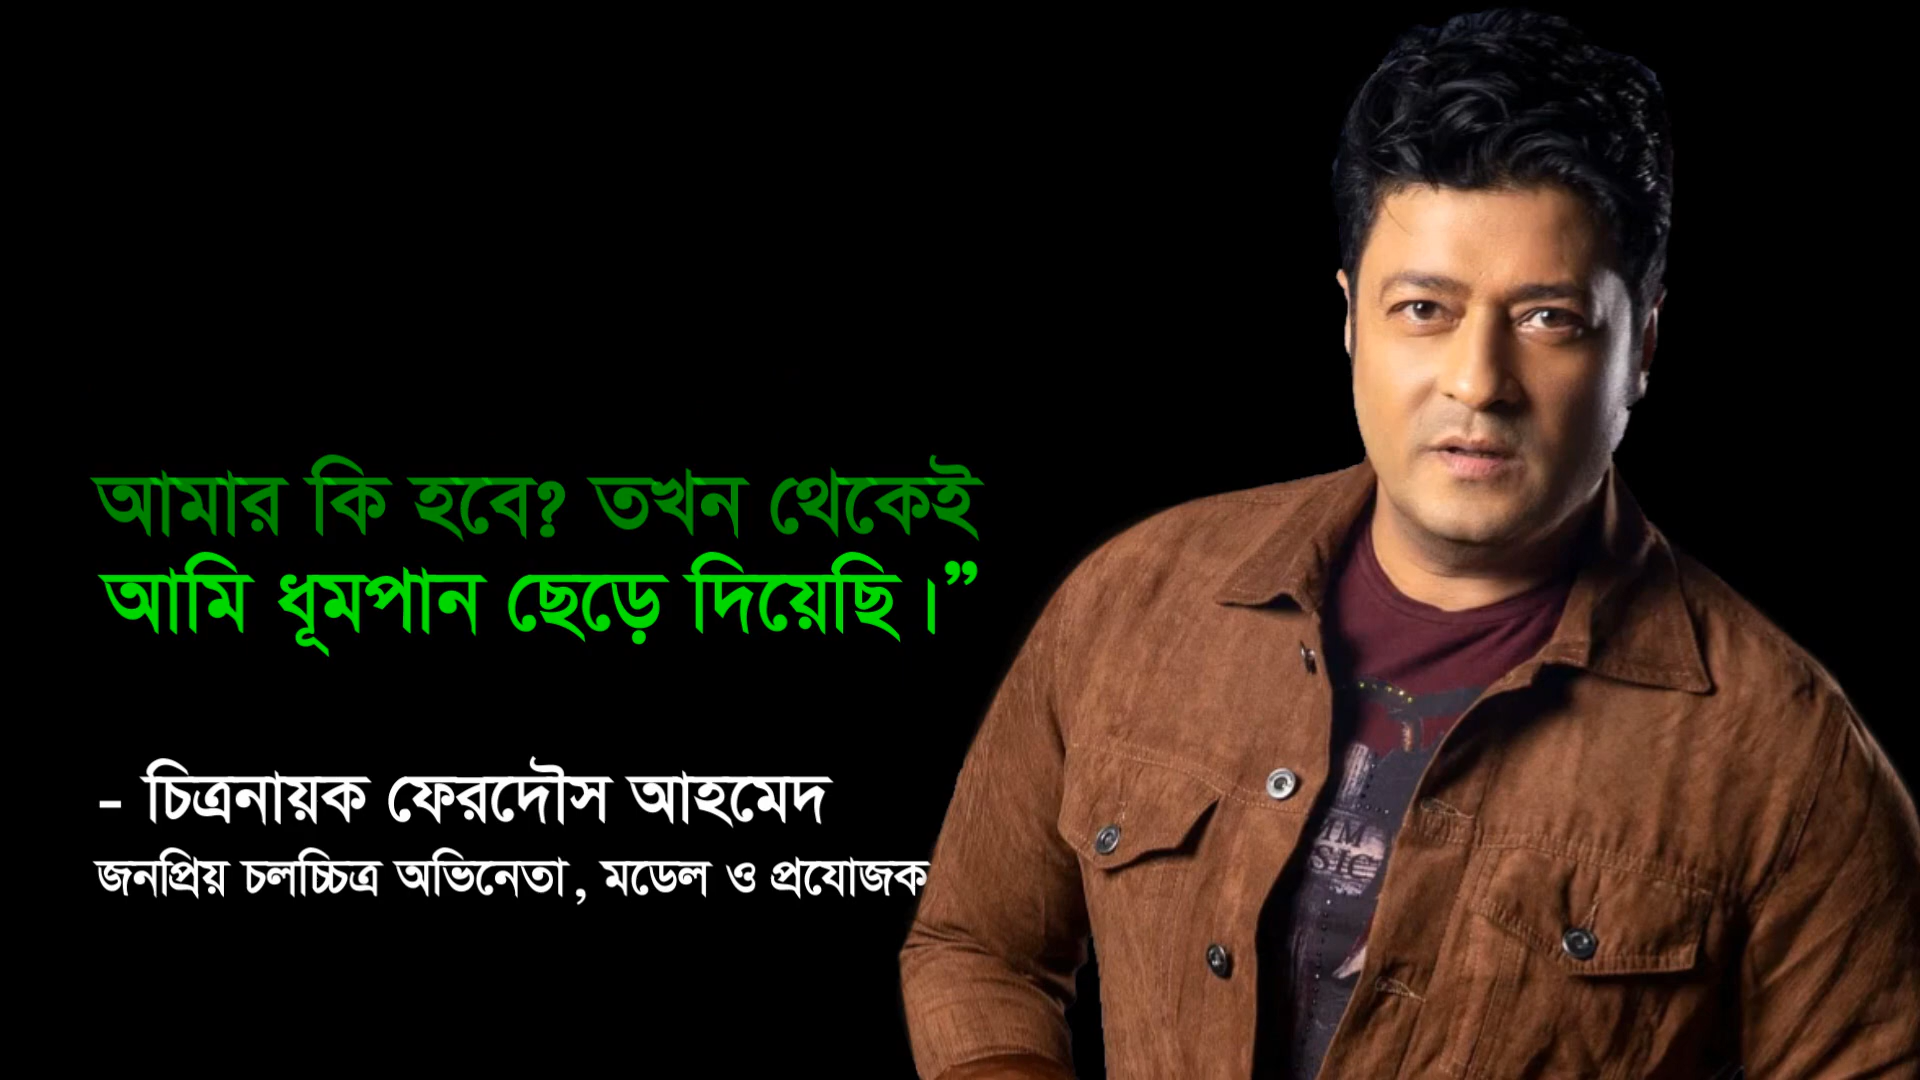 আমার কি হবে? তখন থেকেই
আমি ধূমপান ছেড়ে দিয়েছি।”
- চিত্রনায়ক ফেরদৌস আহমেদ
জনপ্রিয় চলচ্চিত্র অভিনেতা, মডেল ও প্রযোজক